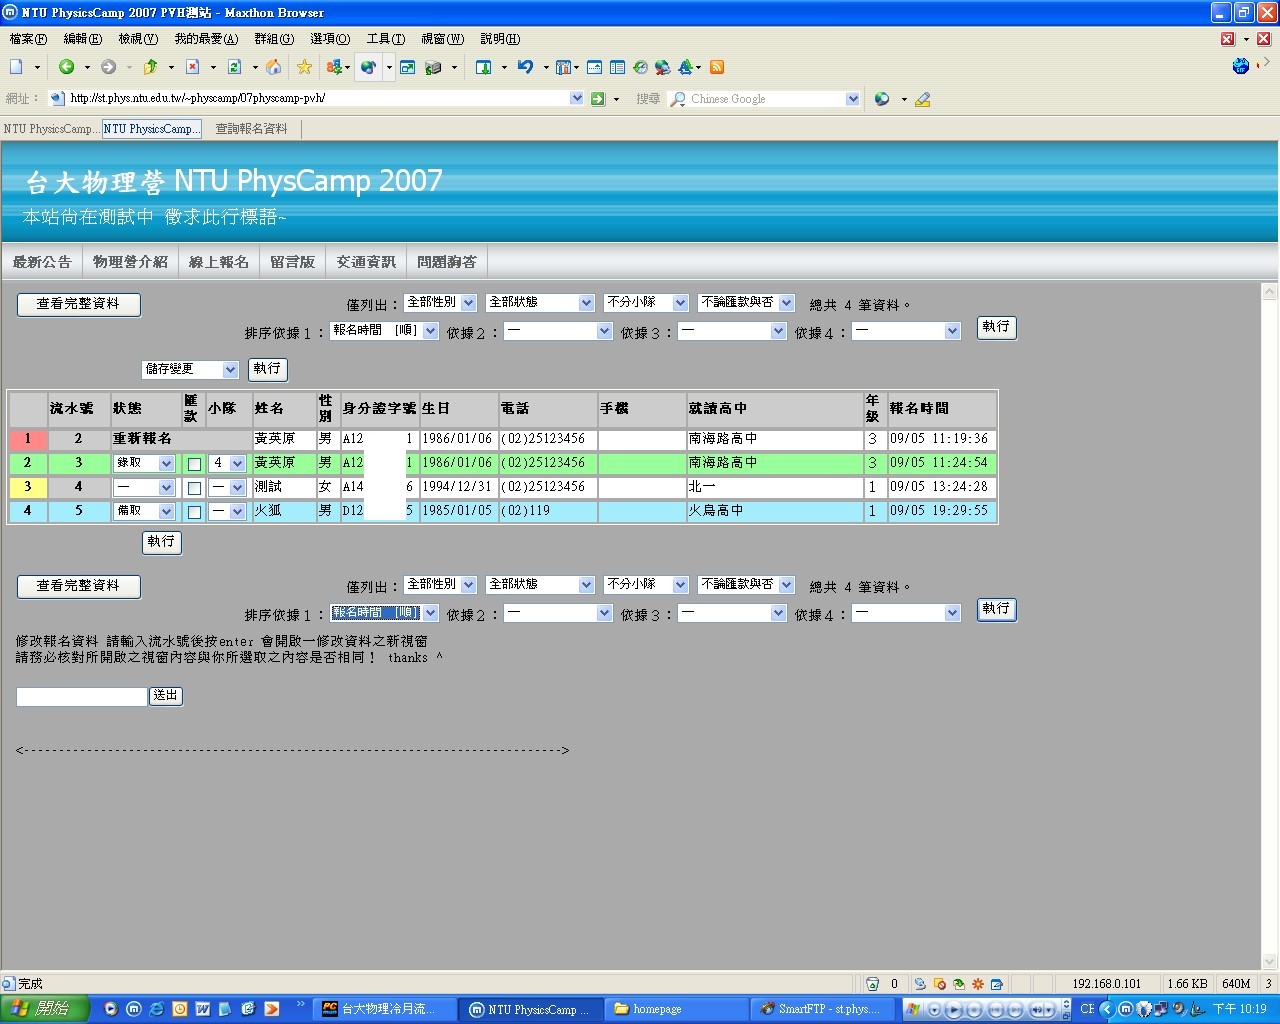 NTU PhysicsCamp 2007 PVH測站 - Maxthon Browser
檔案(F) 編輯(E) 檢視(V) 我的最愛(A) 群組(G) 選項(O) 工具(T) 視窗(W) 說明(H)
網址： http://st.phys.ntu.edu.tw/~physcamp/07physcamp-pvh/ 搜尋 Chinese Google
NTU PhysicsCamp... NTU PhysicsCamp... 查詢報名資料
台大物理營 NTU PhysCamp 2007
本站尚在測試中 徵求此行標語~
最新公告 物理營介紹 線上報名 留言版 交通資訊 問題詢答
查看完整資料 僅列出： 全部性別 全部狀態 不分小隊 不論匯款與否 總共 4 筆資料。
排序依據1： 報名時間 [順] 依據2： — 依據3： — 依據4： — 執行
儲存變更 執行
流水號 狀態 匯款 小隊 姓名 性別 身分證字號 生日 電話 手機 就讀高中 年級 報名時間
1 2 重新報名 黃英原 男 A12 1 1986/01/06 (02)25123456 南海路高中 3 09/05 11:19:36
2 3 錄取 4 黃英原 男 A12 1 1986/01/06 (02)25123456 南海路高中 3 09/05 11:24:54
3 4 — — 測試 女 A14 6 1994/12/31 (02)25123456 北一 1 09/05 13:24:28
4 5 備取 — 火狐 男 D12 5 1985/01/05 (02)119 火鳥高中 1 09/05 19:29:55
執行
查看完整資料 僅列出： 全部性別 全部狀態 不分小隊 不論匯款與否 總共 4 筆資料。
排序依據1： 報名時間 [順] 依據2： — 依據3： — 依據4： — 執行
修改報名資料 請輸入流水號後按enter 會開啟一修改資料之新視窗
請務必核對所開啟之視窗內容與你所選取之內容是否相同！ thanks ^
送出
<------------------------------------------------------------------------------>
完成 0 192.168.0.101 1.66 KB 640M 3
開始 台大物理冷月流... NTU PhysicsCamp ... homepage SmartFTP - st.phys.... CE 下午 10:19